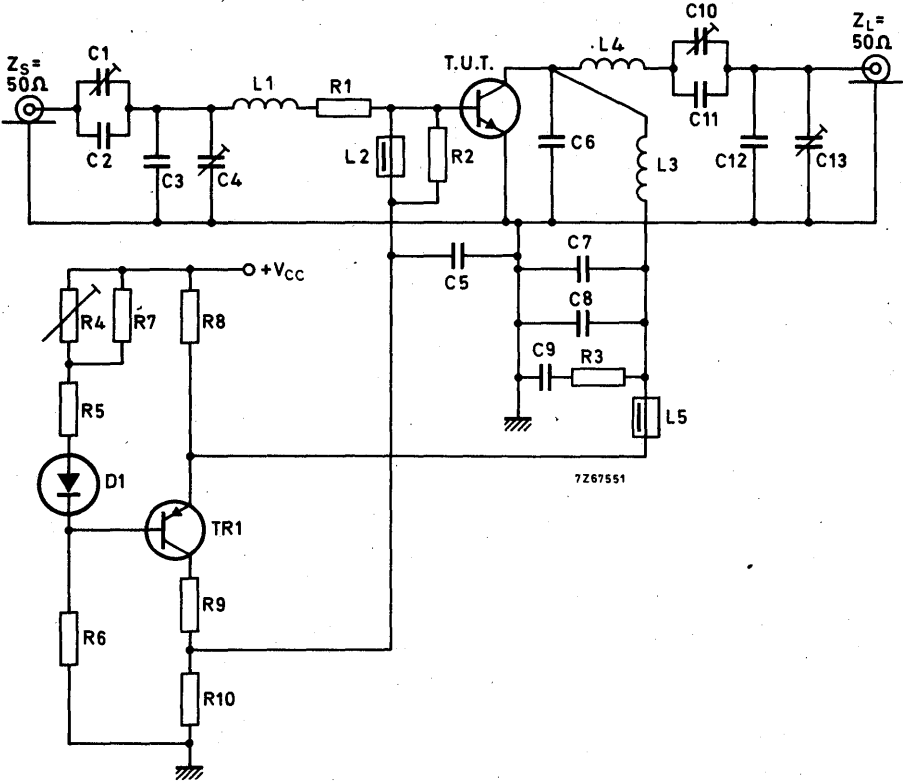 C10
Z_L=
50Ω
Z_S=
50Ω
C1
L4
T.U.T.
L1
R1
C11
C2
L2
R2
C6
C12
C13
L3
C3
C4
C7
+V_CC
C5
C8
R4
R7
R8
C9
R3
R5
L5
7Z67551
D1
TR1
R9
R6
R10